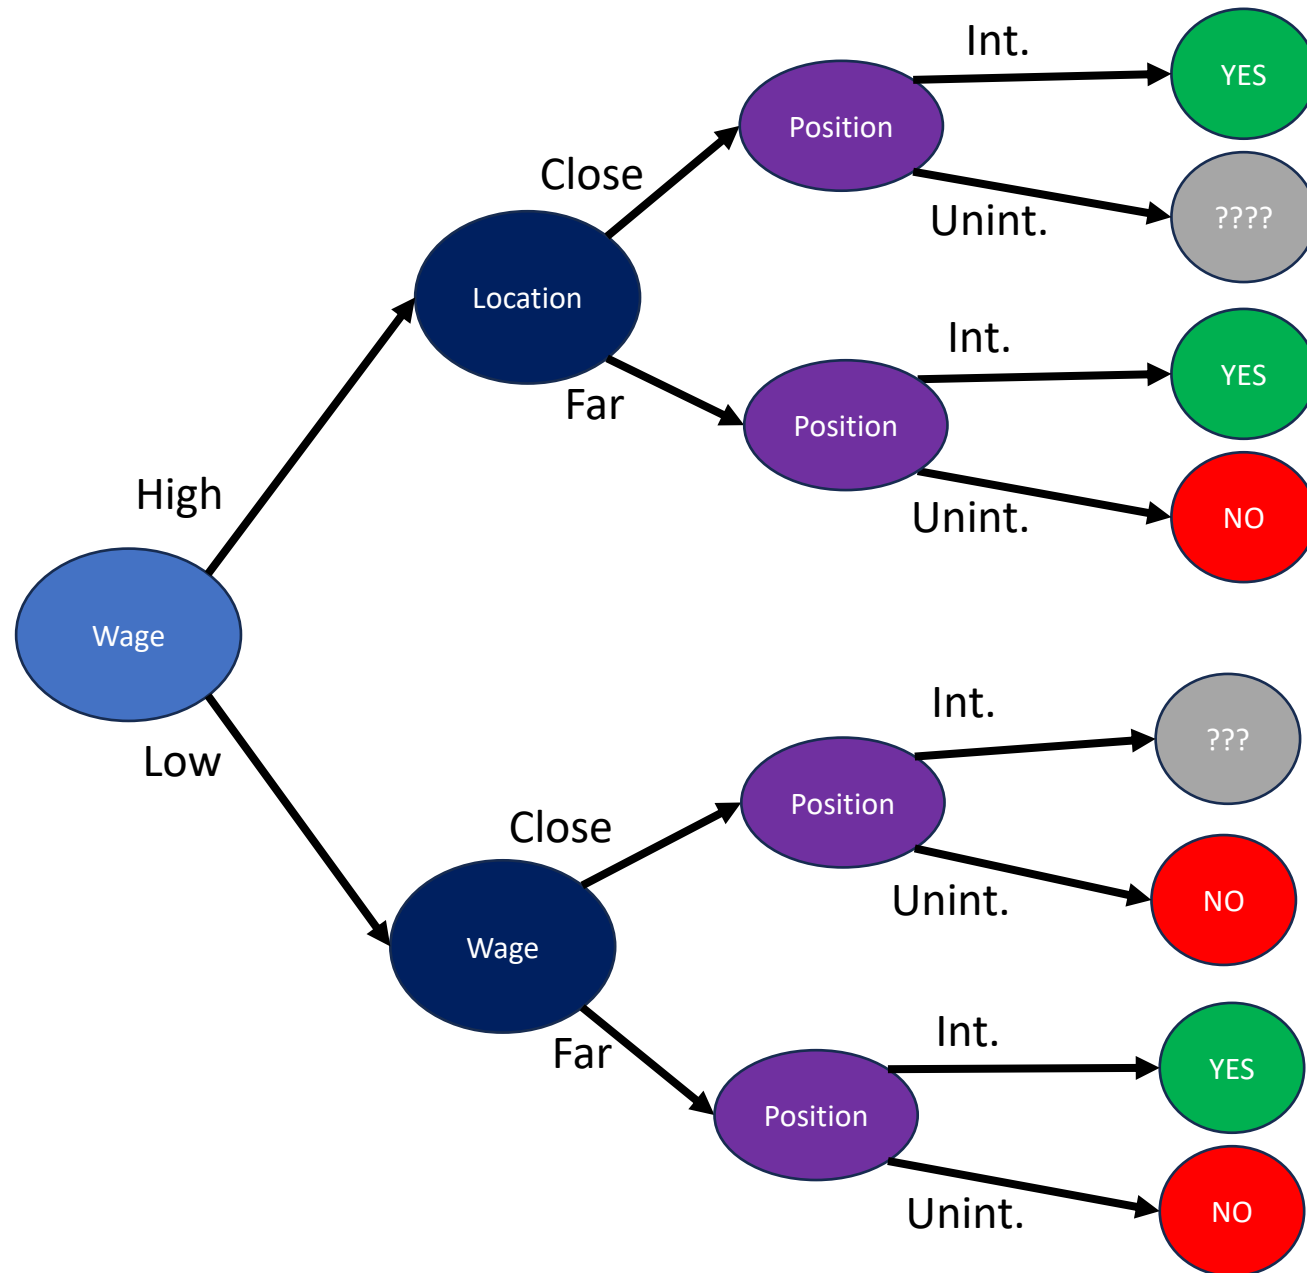 Int.
YES
Position
Close
Unint.
????
Location
Int.
YES
Far
Position
High
Unint.
NO
Wage
Int.
???
Low
Position
Close
Unint.
NO
Wage
Int.
Far
YES
Position
Unint.
NO